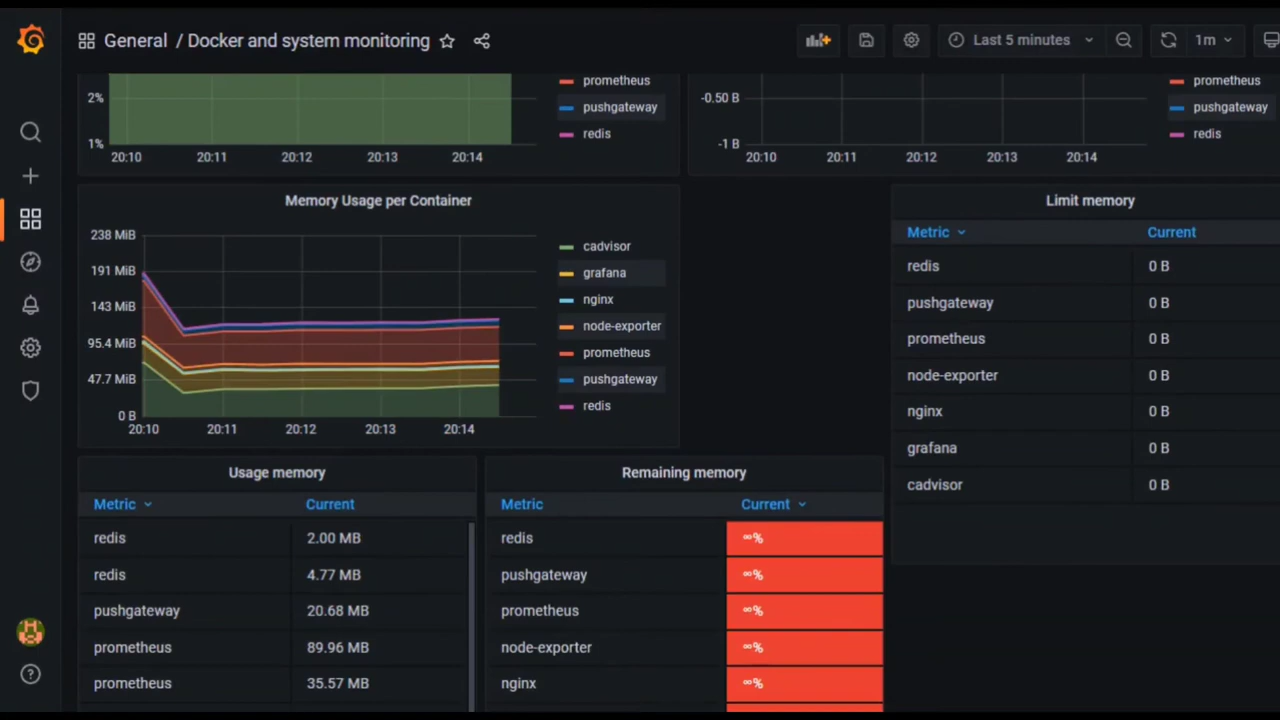 General / Docker and system monitoring
Last 5 minutes
1m
2%
1%
20:10 20:11 20:12 20:13 20:14
prometheus
pushgateway
redis
-0.50 B
-1 B
20:10 20:11 20:12 20:13 20:14
prometheus
pushgateway
redis
Memory Usage per Container
238 MiB
191 MiB
143 MiB
95.4 MiB
47.7 MiB
0 B
20:10 20:11 20:12 20:13 20:14
cadvisor
grafana
nginx
node-exporter
prometheus
pushgateway
redis
Limit memory
Metric Current
redis 0 B
pushgateway 0 B
prometheus 0 B
node-exporter 0 B
nginx 0 B
grafana 0 B
cadvisor 0 B
Usage memory
Metric Current
redis 2.00 MB
redis 4.77 MB
pushgateway 20.68 MB
prometheus 89.96 MB
prometheus 35.57 MB
Remaining memory
Metric Current
redis ∞%
pushgateway ∞%
prometheus ∞%
node-exporter ∞%
nginx ∞%